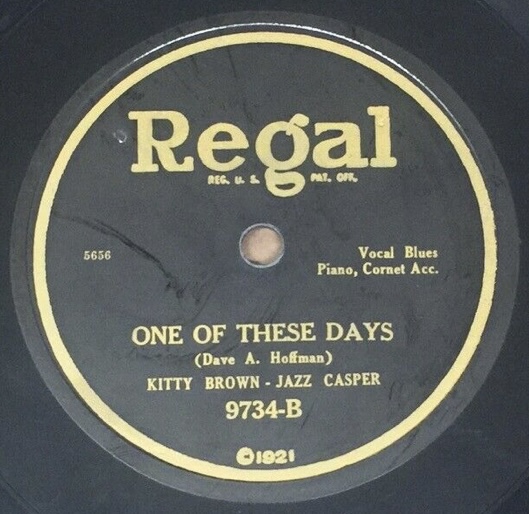 Regal
REG. U. S. PAT. OFF.
5656
Vocal Blues
Piano, Cornet Acc.
ONE OF THESE DAYS
(Dave A. Hoffman)
KITTY BROWN - JAZZ CASPER
9734-B
©1921